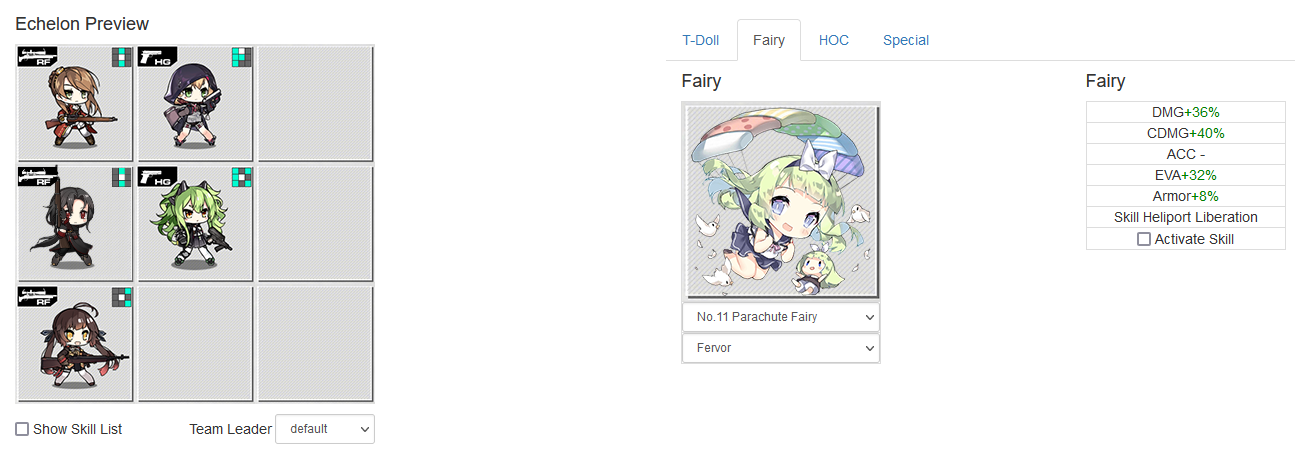 Echelon Preview
RF
HG
RF
HG
RF
Show Skill List
Team Leader
default
T-Doll
Fairy
HOC
Special
Fairy
No.11 Parachute Fairy
Fervor
Fairy
DMG+36%
CDMG+40%
ACC -
EVA+32%
Armor+8%
Skill Heliport Liberation
Activate Skill